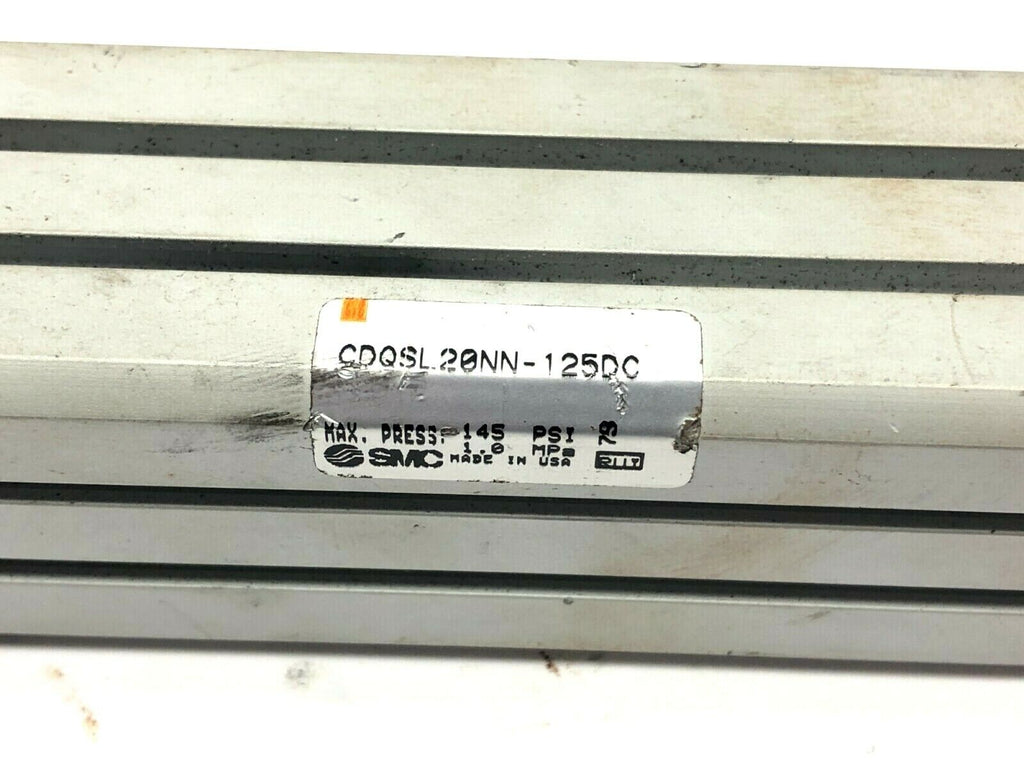 CDQSL20NN-125DC
MAX. PRESS. 145 PSI
1.0 MPa
SMC MADE IN USA